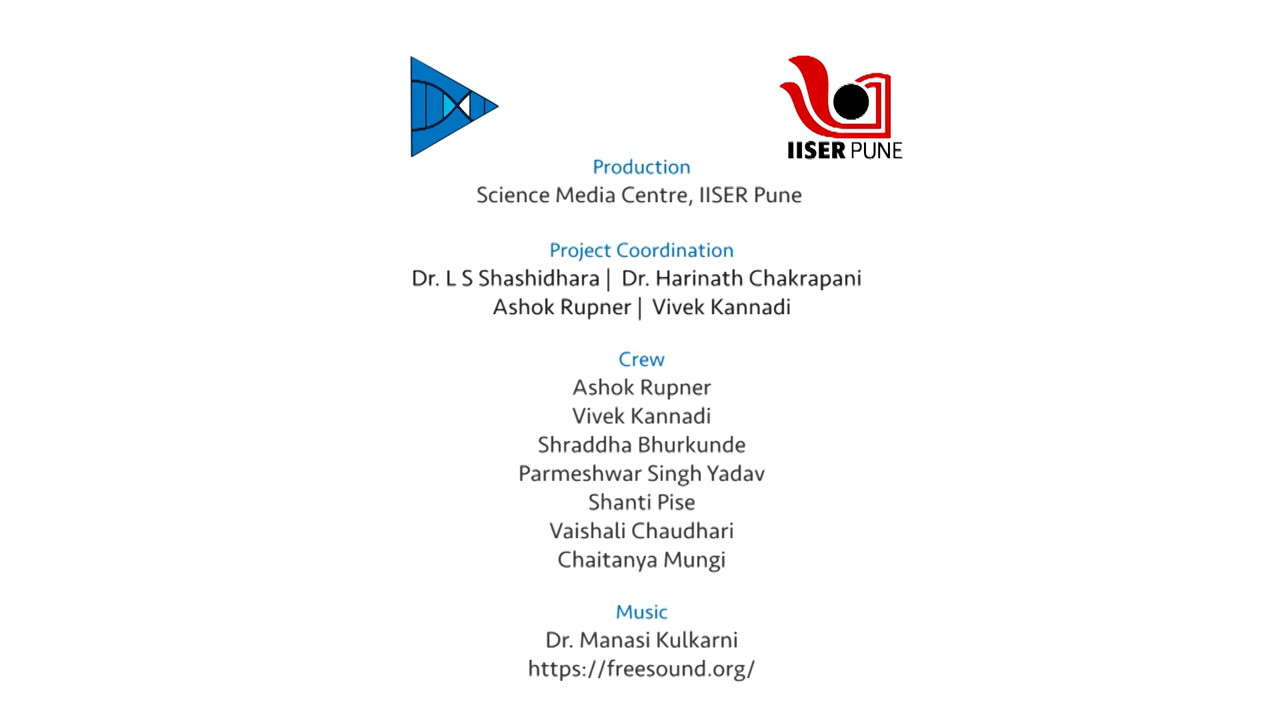 IISER PUNE
Production
Science Media Centre, IISER Pune
Project Coordination
Dr. L S Shashidhara | Dr. Harinath Chakrapani
Ashok Rupner | Vivek Kannadi
Crew
Ashok Rupner
Vivek Kannadi
Shraddha Bhurkunde
Parmeshwar Singh Yadav
Shanti Pise
Vaishali Chaudhari
Chaitanya Mungi
Music
Dr. Manasi Kulkarni
https://freesound.org/